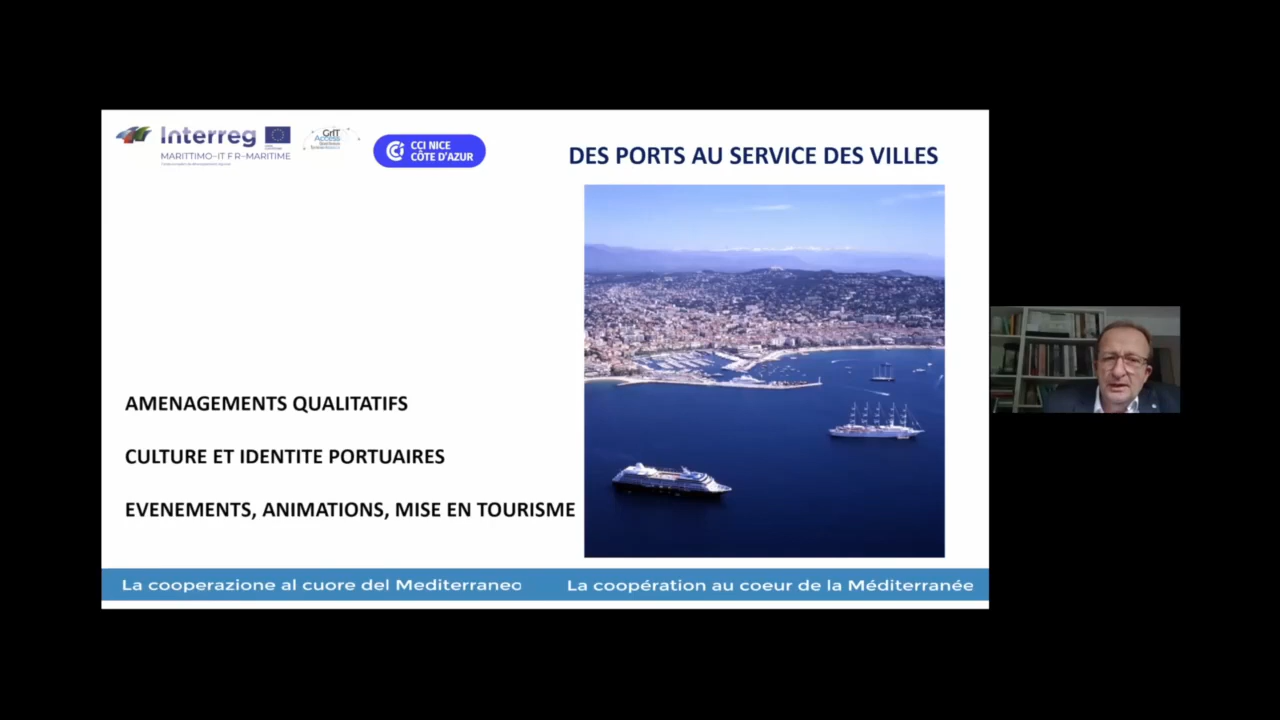 Interreg
MARITTIMO-IT FR-MARITIME
GrIT
Access
CCI NICE
CÔTE D'AZUR
DES PORTS AU SERVICE DES VILLES
AMENAGEMENTS QUALITATIFS
CULTURE ET IDENTITE PORTUAIRES
EVENEMENTS, ANIMATIONS, MISE EN TOURISME
La cooperazione al cuore del Mediterraneo
La coopération au coeur de la Méditerranée